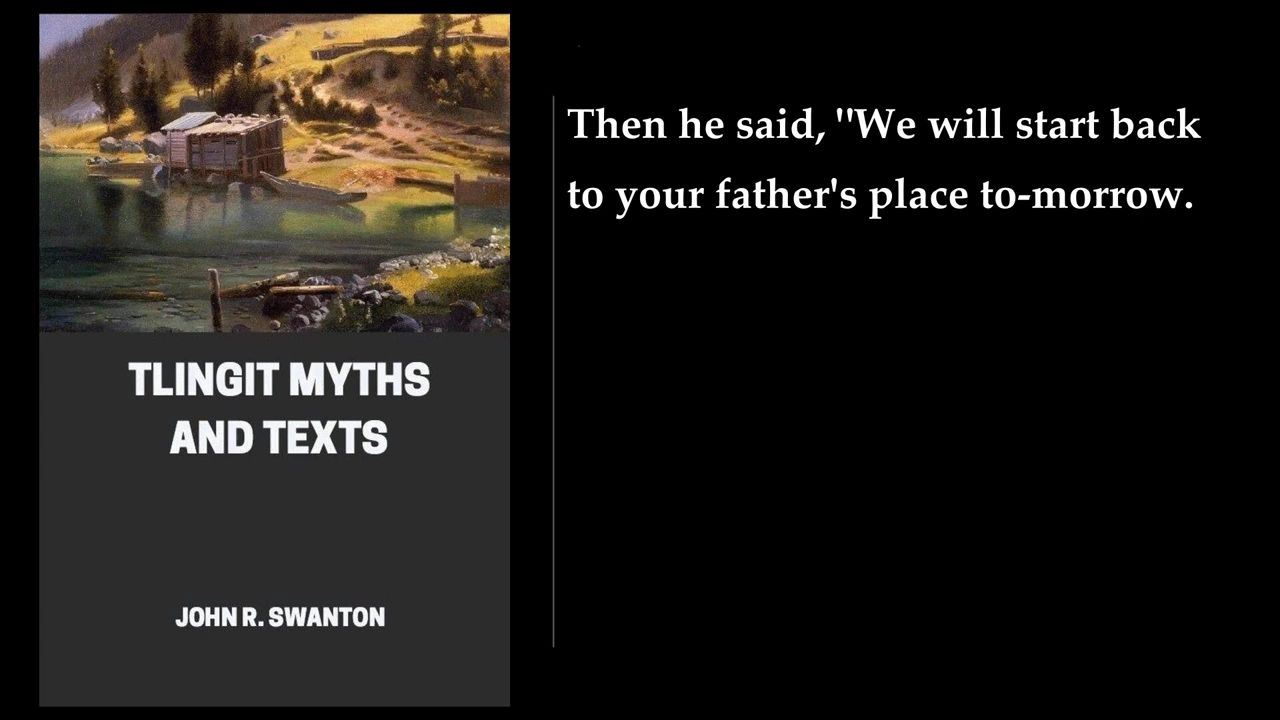 TLINGIT MYTHS
AND TEXTS
JOHN R. SWANTON
Then he said, "We will start back
to your father's place to-morrow.